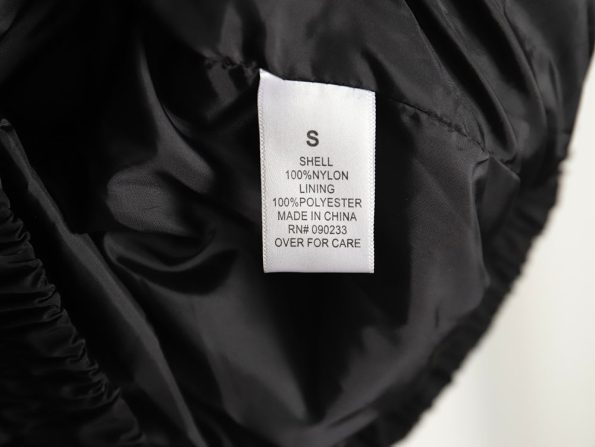 S
SHELL
100%NYLON
LINING
100%POLYESTER
MADE IN CHINA
RN# 090233
OVER FOR CARE